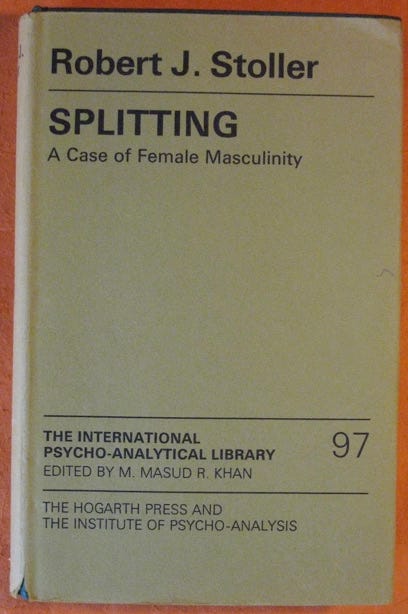 Robert J. Stoller
SPLITTING
A Case of Female Masculinity
THE INTERNATIONAL
PSYCHO-ANALYTICAL LIBRARY 97
EDITED BY M. MASUD R. KHAN
THE HOGARTH PRESS AND
THE INSTITUTE OF PSYCHO-ANALYSIS